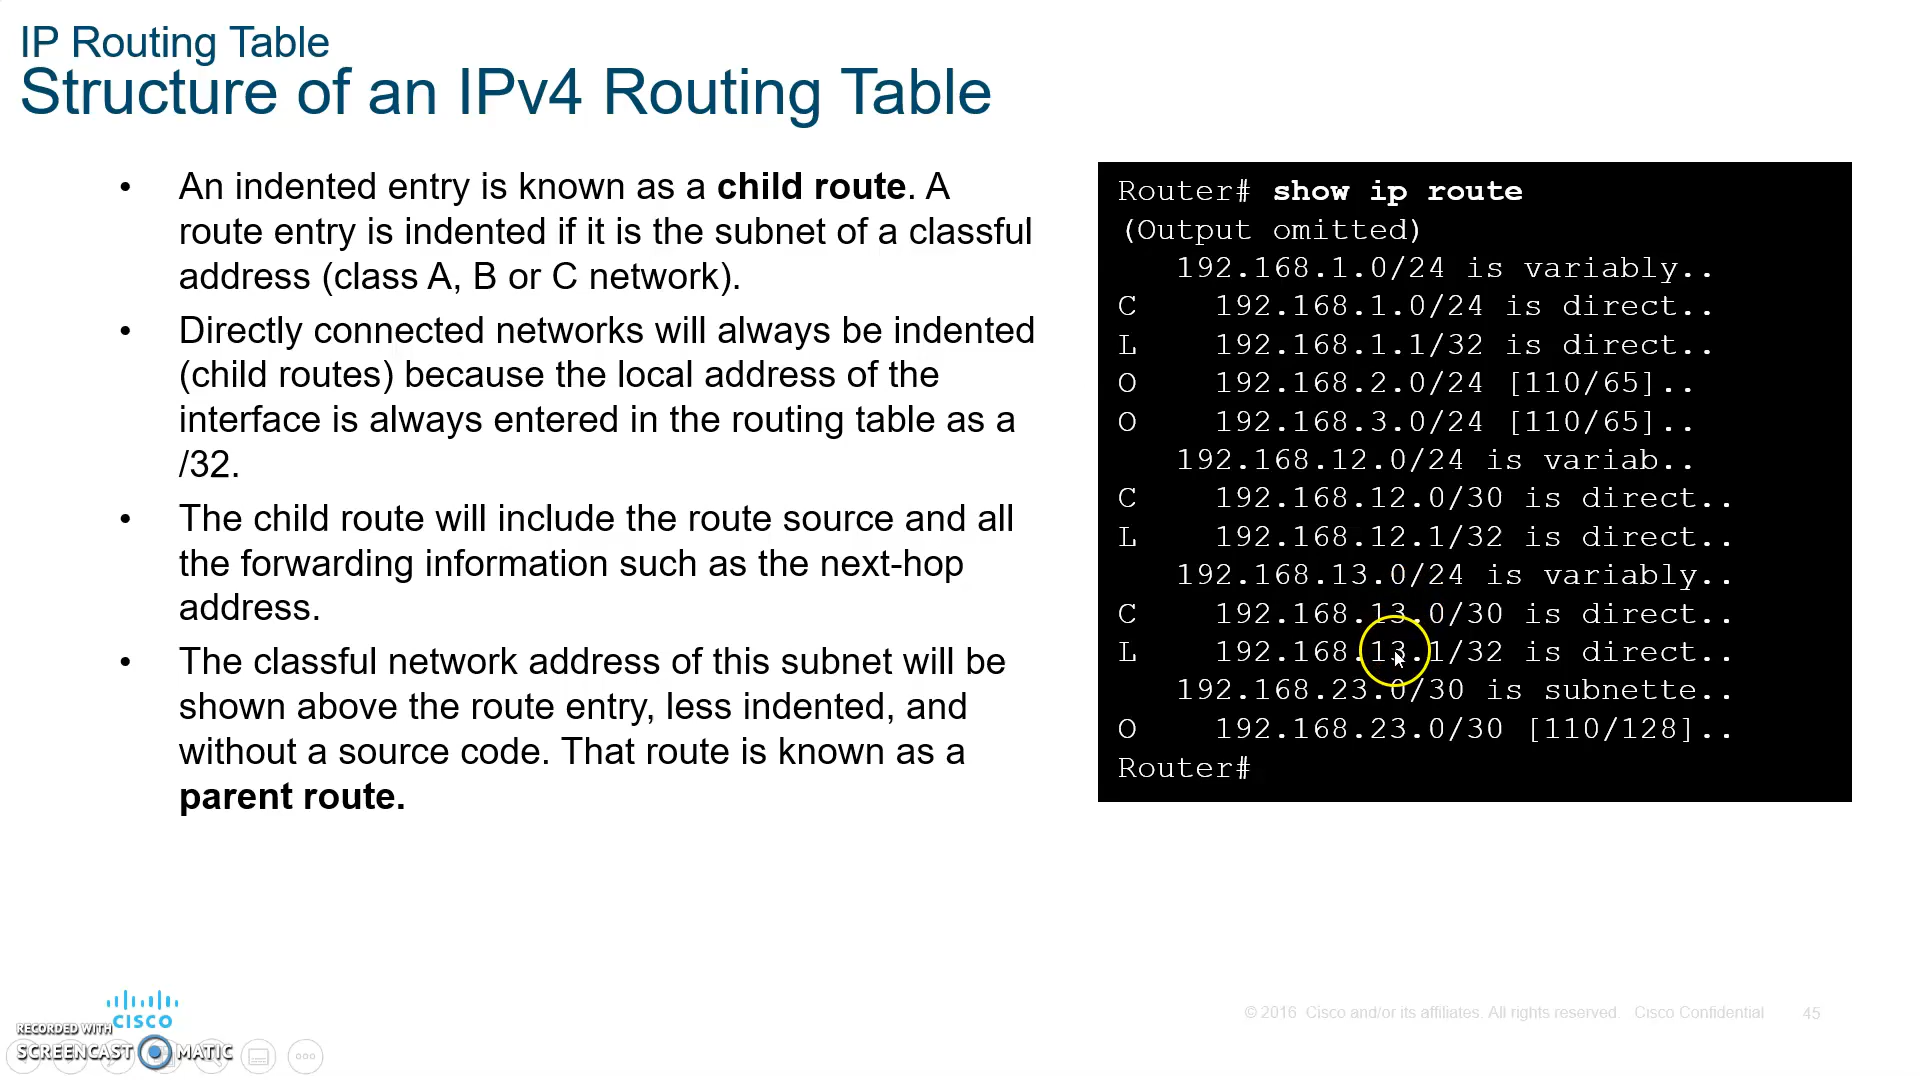 IP Routing Table
Structure of an IPv4 Routing Table
• An indented entry is known as a child route. A
route entry is indented if it is the subnet of a classful
address (class A, B or C network).
• Directly connected networks will always be indented
(child routes) because the local address of the
interface is always entered in the routing table as a
/32.
• The child route will include the route source and all
the forwarding information such as the next-hop
address.
• The classful network address of this subnet will be
shown above the route entry, less indented, and
without a source code. That route is known as a
parent route.
Router# show ip route
(Output omitted)
192.168.1.0/24 is variably..
C 192.168.1.0/24 is direct..
L 192.168.1.1/32 is direct..
O 192.168.2.0/24 [110/65]..
O 192.168.3.0/24 [110/65]..
192.168.12.0/24 is variab..
C 192.168.12.0/30 is direct..
L 192.168.12.1/32 is direct..
192.168.13.0/24 is variably..
C 192.168.13.0/30 is direct..
L 192.168.13.1/32 is direct..
192.168.23.0/30 is subnette..
O 192.168.23.0/30 [110/128]..
Router#
CISCO
RECORDED WITH
SCREENCAST MATIC
© 2016 Cisco and/or its affiliates. All rights reserved. Cisco Confidential 45